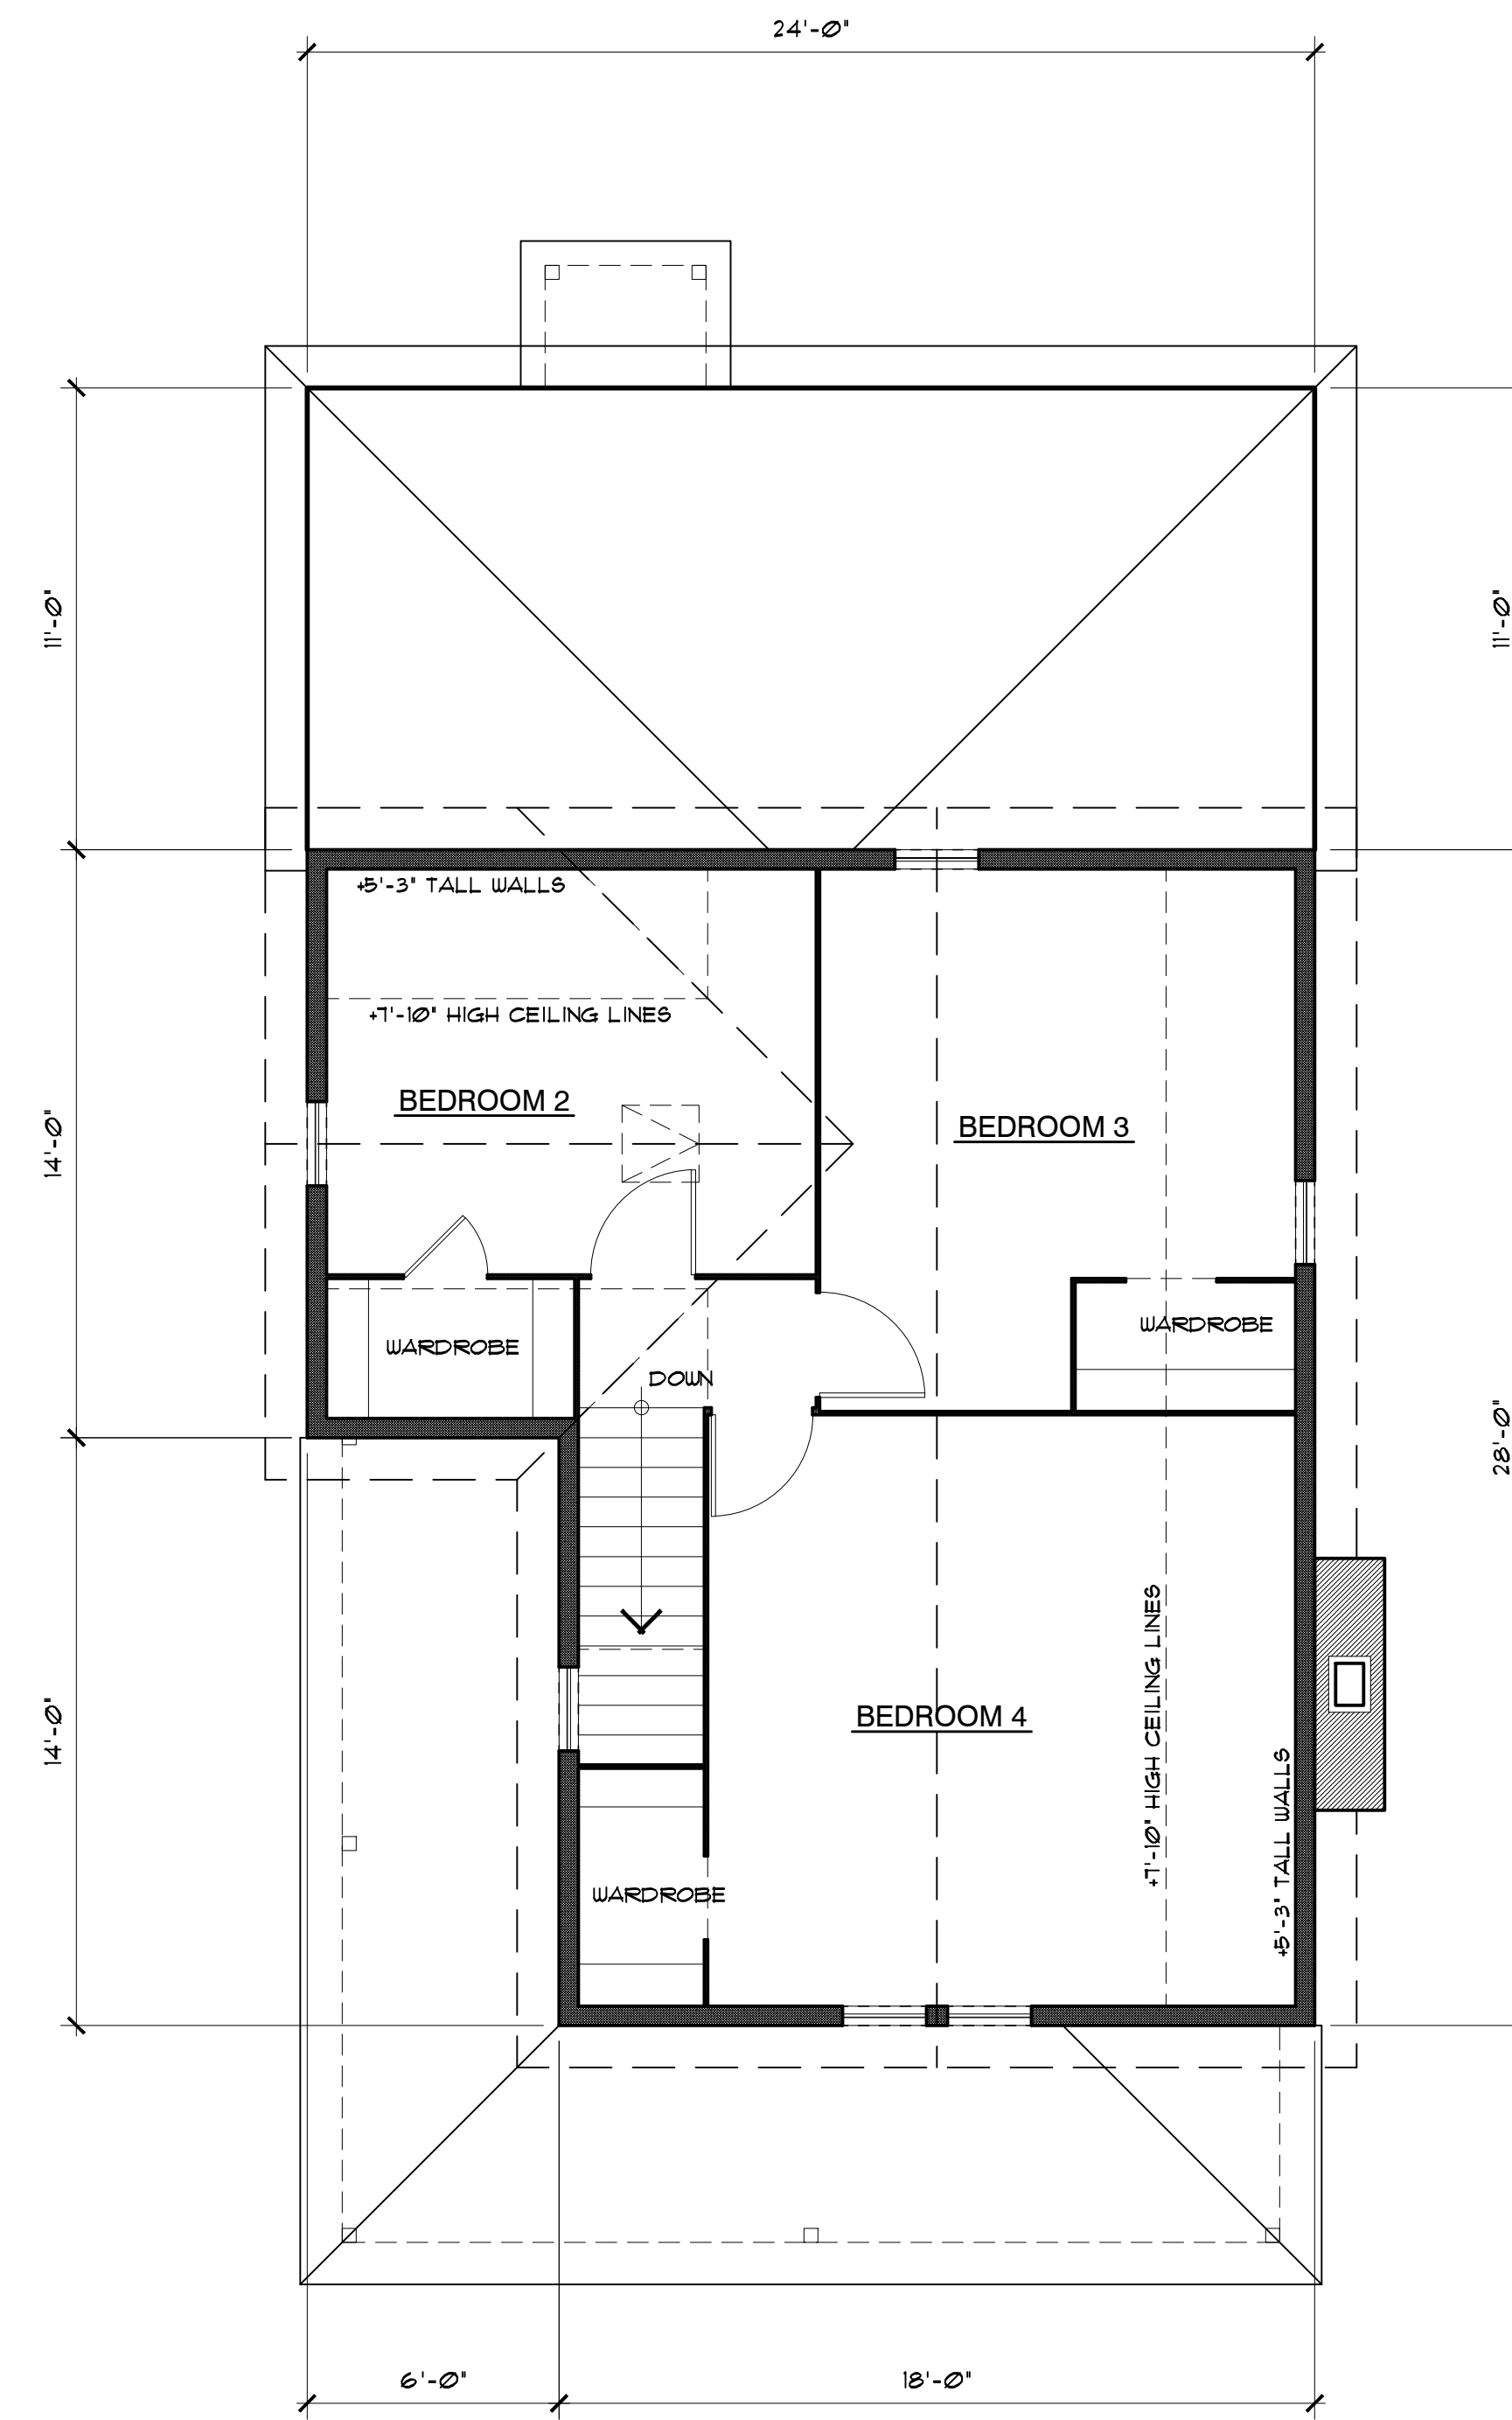 24'-0"
11'-0"
11'-0"
+5'-3" TALL WALLS
+7'-10" HIGH CEILING LINES
BEDROOM 2
BEDROOM 3
14'-0"
WARDROBE
WARDROBE
DOWN
28'-0"
+7'-10" HIGH CEILING LINES
BEDROOM 4
14'-0"
+5'-3" TALL WALLS
WARDROBE
6'-0"
18'-0"